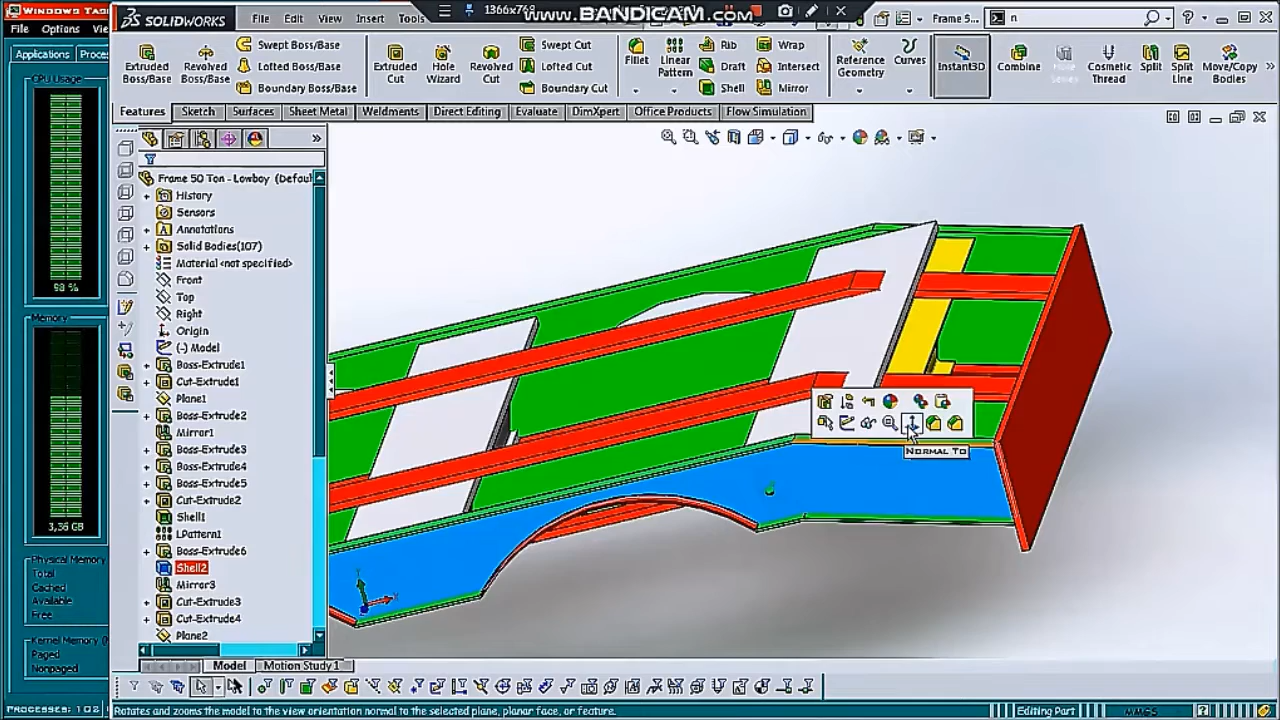 Windows Task
File Options Vie
Applications Proce
CPU Usage
98 %
Memory
3,36 GB
Physical Memory
Total
Cached
Available
Free
Kernel Memory (
Paged
Nonpaged
Processes: 102
SOLIDWORKS
File Edit View Insert Tools
1366x768
www.BANDICAM.com
Frame 5...
n
Extruded Boss/Base
Revolved Boss/Base
Swept Boss/Base
Lofted Boss/Base
Boundary Boss/Base
Extruded Cut
Hole Wizard
Revolved Cut
Swept Cut
Lofted Cut
Boundary Cut
Fillet
Linear Pattern
Rib
Draft
Shell
Wrap
Intersect
Mirror
Reference Geometry
Curves
Instant3D
Combine
Cosmetic Thread
Split
Split Line
Move/Copy Bodies
Features Sketch Surfaces Sheet Metal Weldments Direct Editing Evaluate DimXpert Office Products Flow Simulation
Frame 50 Ton - Lowboy (Defau
History
Sensors
Annotations
Solid Bodies(107)
Material <not specified>
Front
Top
Right
Origin
(-) Model
Boss-Extrude1
Cut-Extrude1
Plane1
Boss-Extrude2
Mirror1
Boss-Extrude3
Boss-Extrude4
Boss-Extrude5
Cut-Extrude2
Shell1
LPattern1
Boss-Extrude6
Shell2
Mirror3
Cut-Extrude3
Cut-Extrude4
Plane2
Normal To
Model Motion Study 1
Rotates and zooms the model to the view orientation normal to the selected plane, planar face, or feature.
Editing Part
MMGS